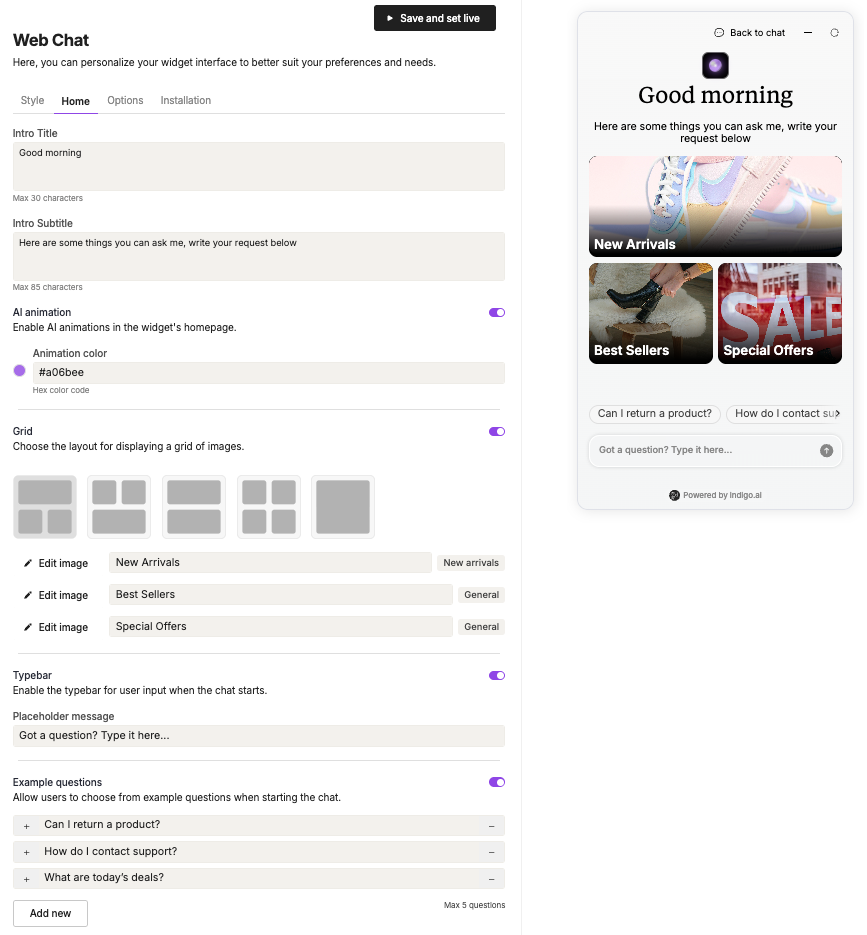 Save and set live
Web Chat
Here, you can personalize your widget interface to better suit your preferences and needs.
Style
Home
Options
Installation
Intro Title
Good morning
Max 30 characters
Intro Subtitle
Here are some things you can ask me, write your request below
Max 85 characters
AI animation
Enable AI animations in the widget's homepage.
Animation color
#a06bee
Hex color code
Grid
Choose the layout for displaying a grid of images.
Edit image
New Arrivals
New arrivals
Edit image
Best Sellers
General
Edit image
Special Offers
General
Typebar
Enable the typebar for user input when the chat starts.
Placeholder message
Got a question? Type it here...
Example questions
Allow users to choose from example questions when starting the chat.
+ Can I return a product? –
+ How do I contact support? –
+ What are today’s deals? –
Add new
Max 5 questions
Back to chat
Good morning
Here are some things you can ask me, write your
request below
New Arrivals
Best Sellers
SALE
Special Offers
Can I return a product?
How do I contact sup
Got a question? Type it here...
Powered by indigo.ai